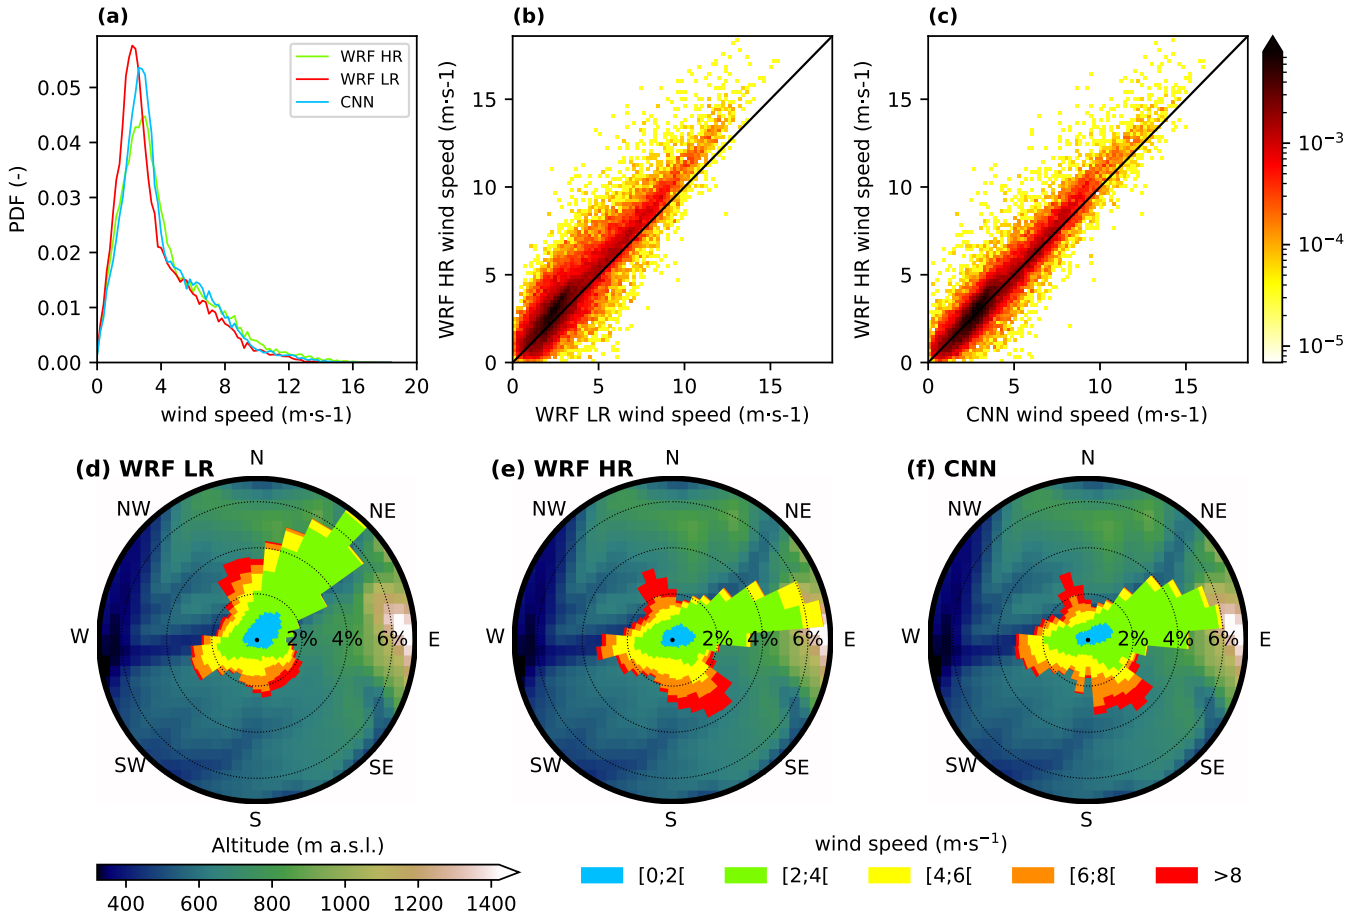 (a)
(b)
(c)
WRF HR
WRF LR
CNN
PDF (-)
0.05
0.04
0.03
0.02
0.01
0.00
0
4
8
12
16
20
wind speed (m·s-1)
WRF HR wind speed (m·s-1)
15
10
5
0
0
5
10
15
WRF LR wind speed (m·s-1)
WRF HR wind speed (m·s-1)
15
10
5
0
0
5
10
15
CNN wind speed (m·s-1)
10⁻³
10⁻⁴
10⁻⁵
(d) WRF LR
N
NW
NE
W
2%
4%
6%
E
SW
SE
S
(e) WRF HR
N
NW
NE
W
2%
4%
6%
E
SW
SE
S
(f) CNN
N
NW
NE
W
2%
4%
6%
E
SW
SE
S
Altitude (m a.s.l.)
400
600
800
1000
1200
1400
wind speed (m·s⁻¹)
[0;2[
[2;4[
[4;6[
[6;8[
>8